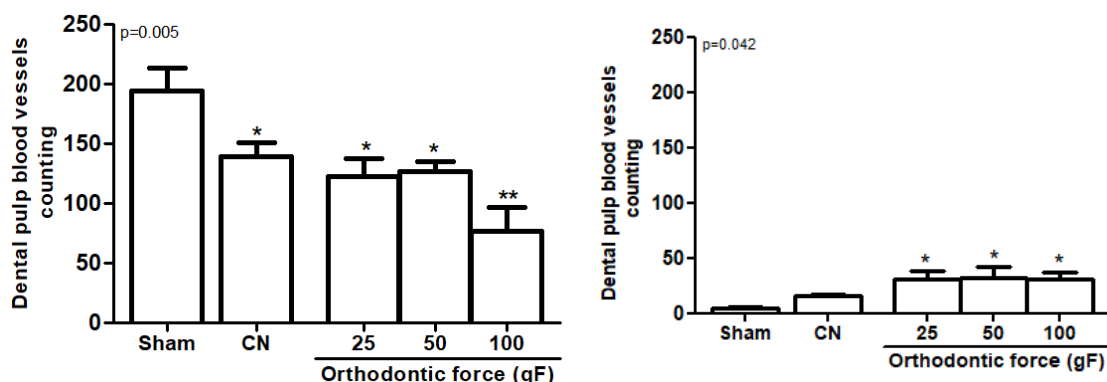 p=0.005
Dental pulp blood vessels
counting
250
200
150
100
50
0
*
*
*
**
Sham CN 25 50 100
Orthodontic force (gF)
p=0.042
Dental pulp blood vessels
counting
250
200
150
100
50
0
*
*
*
Sham CN 25 50 100
Orthodontic force (gF)